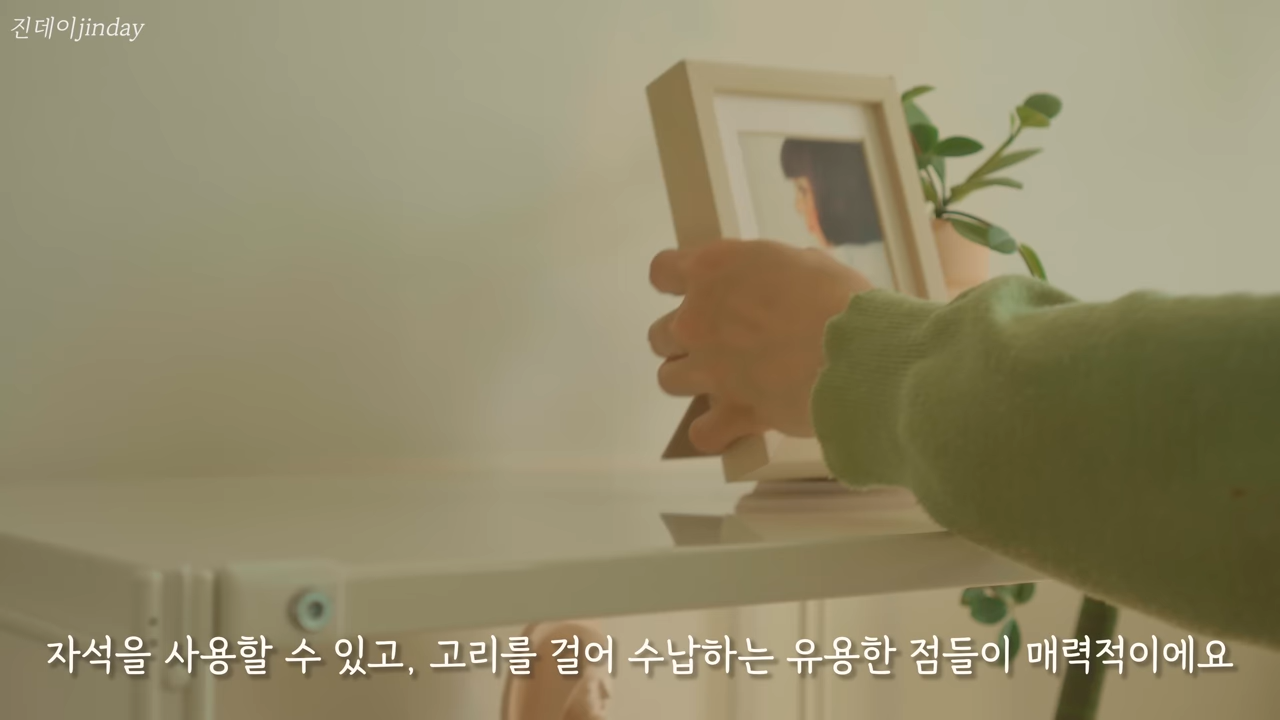 진데이jinday
자석을 사용할 수 있고, 고리를 걸어 수납하는 유용한 점들이 매력적이에요